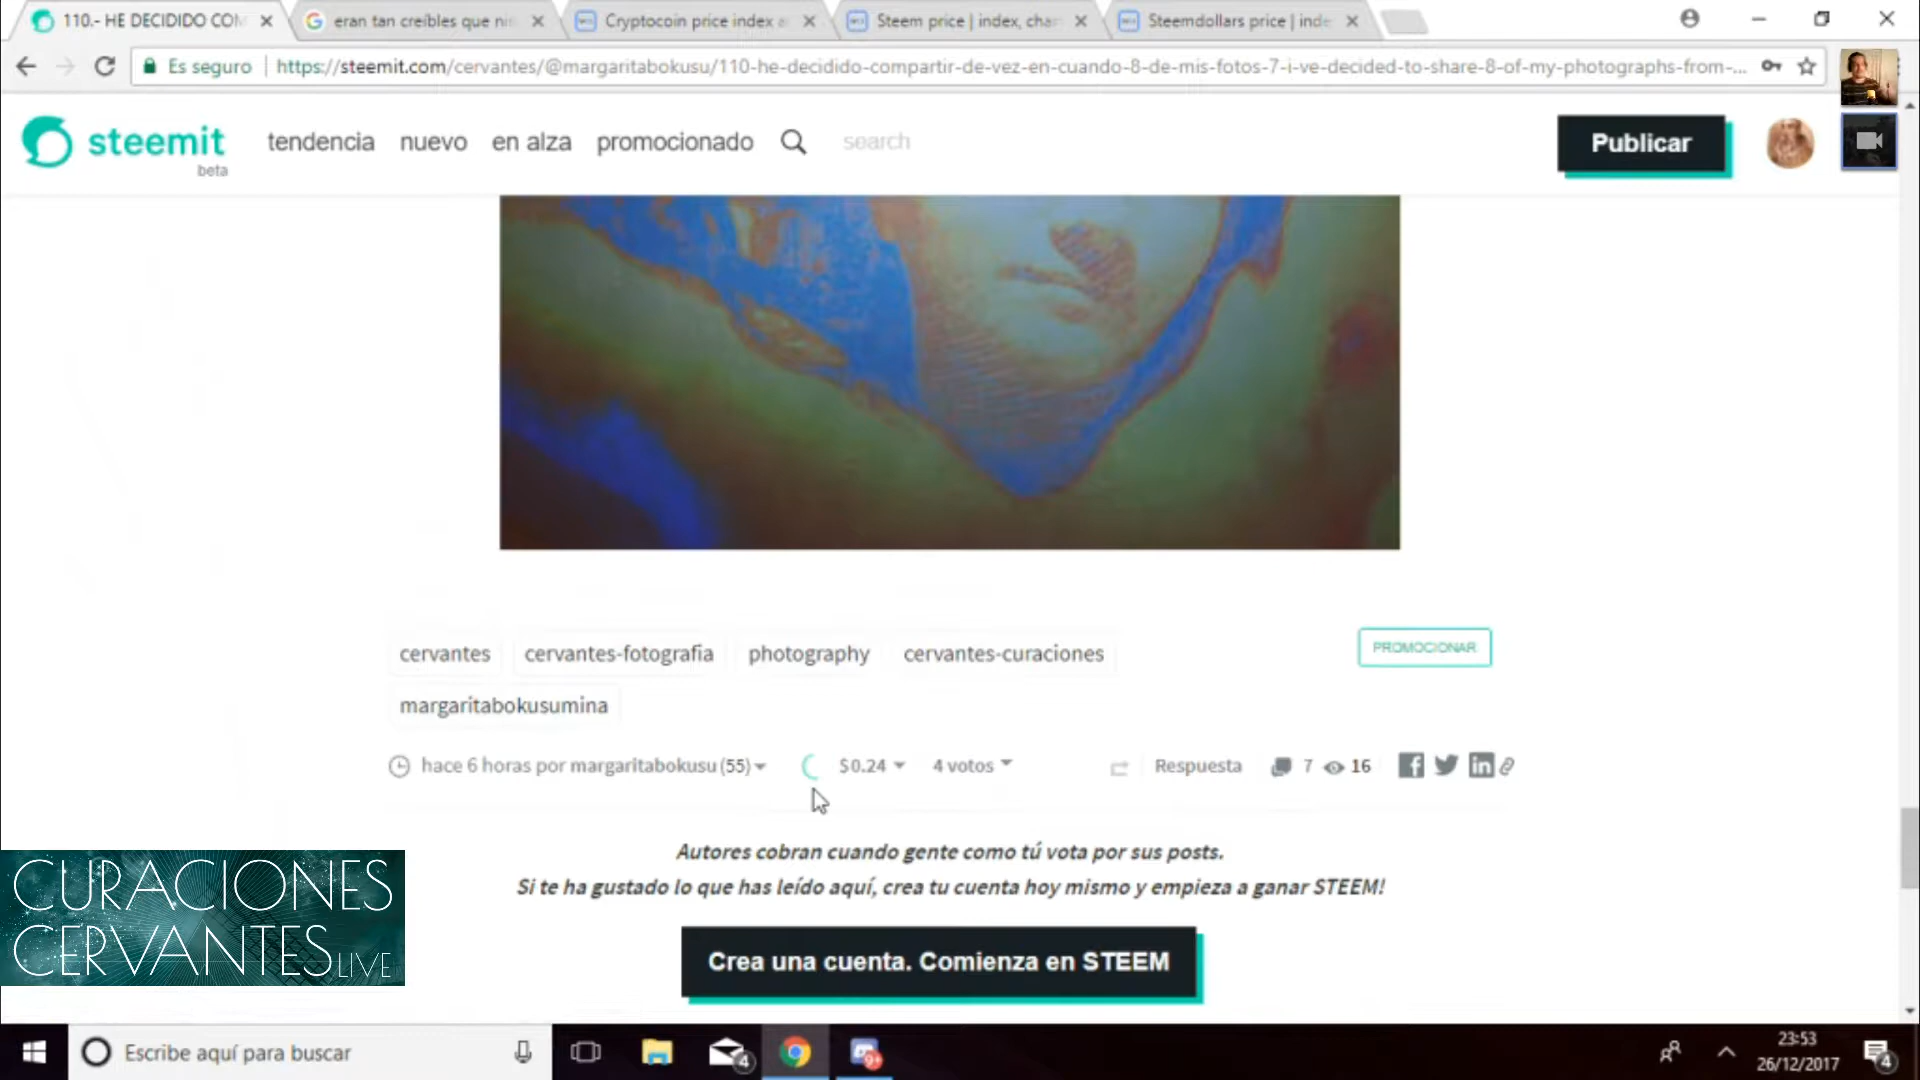 110.- HE DECIDIDO COM
eran tan creíbles que nin
Cryptocoin price index a
Steem price | index, char
Steemdollars price | inde
Es seguro
https://steemit.com/cervantes/@margaritabokusu/110-he-decidido-compartir-de-vez-en-cuando-8-de-mis-fotos-7-i-ve-decided-to-share-8-of-my-photographs-from-...
steemit
beta
tendencia nuevo en alza promocionado
search
Publicar
cervantes cervantes-fotografia photography cervantes-curaciones
PROMOCIONAR
margaritabokusumina
hace 6 horas por margaritabokusu (55) $0.24 4 votos Respuesta 7 16
Autores cobran cuando gente como tú vota por sus posts.
Si te ha gustado lo que has leído aquí, crea tu cuenta hoy mismo y empieza a ganar STEEM!
Crea una cuenta. Comienza en STEEM
CURACIONES
CERVANTES LIVE
Escribe aquí para buscar
4
9+
23:53
26/12/2017
4